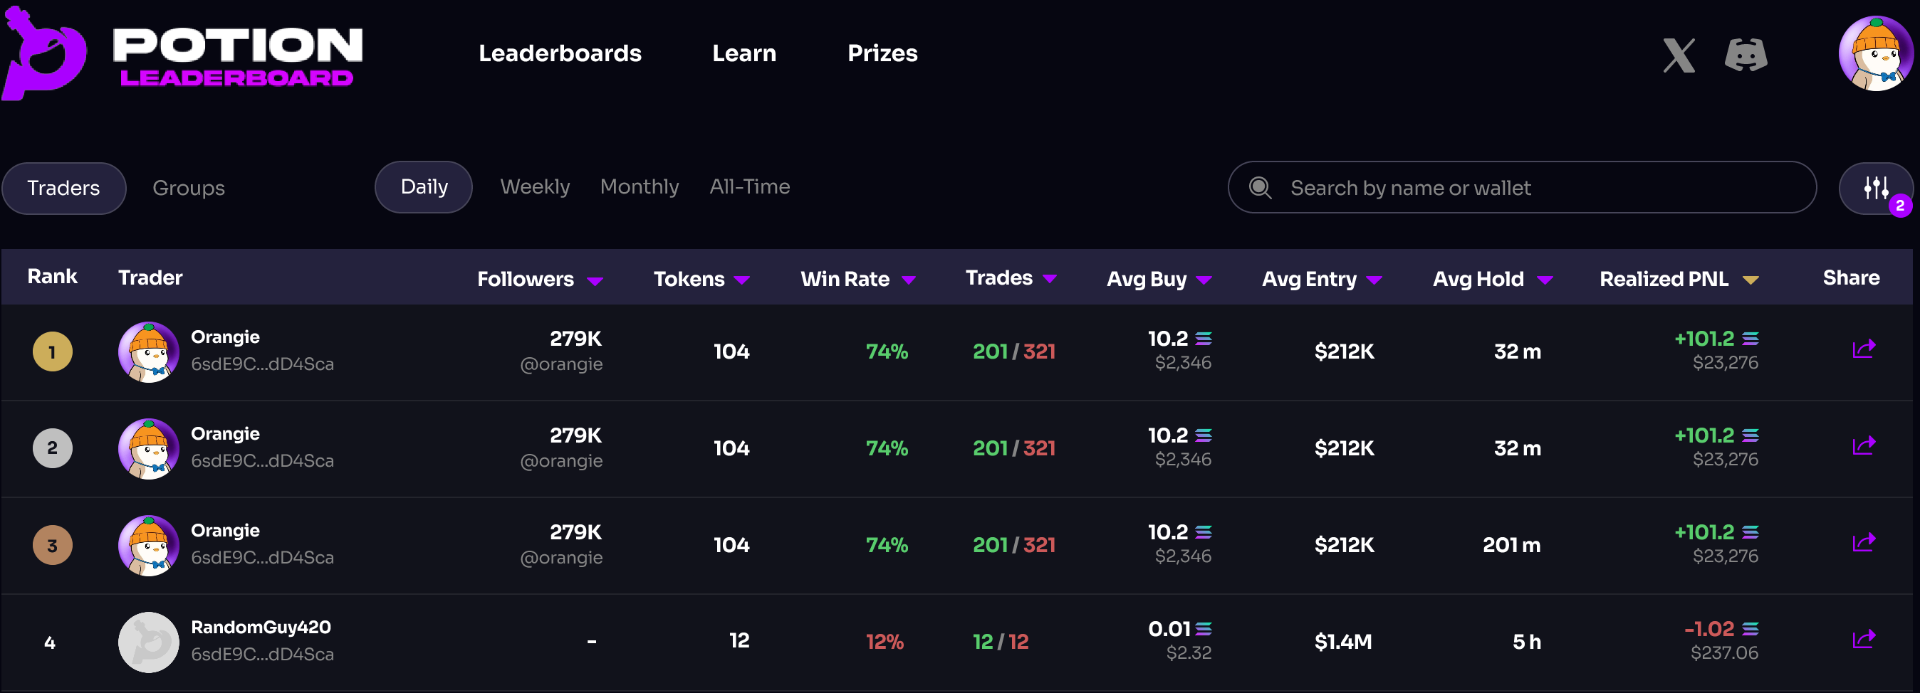 POTION
LEADERBOARD
Leaderboards Learn Prizes
Traders Groups Daily Weekly Monthly All-Time Search by name or wallet 2
Rank Trader Followers Tokens Win Rate Trades Avg Buy Avg Entry Avg Hold Realized PNL Share
1 Orangie 279K 104 74% 201 / 321 10.2 $212K 32 m +101.2
6sdE9C...dD4Sca @orangie $2,346 $23,276
2 Orangie 279K 104 74% 201 / 321 10.2 $212K 32 m +101.2
6sdE9C...dD4Sca @orangie $2,346 $23,276
3 Orangie 279K 104 74% 201 / 321 10.2 $212K 201 m +101.2
6sdE9C...dD4Sca @orangie $2,346 $23,276
4 RandomGuy420 - 12 12% 12 / 12 0.01 $1.4M 5 h -1.02
6sdE9C...dD4Sca $2.32 $237.06